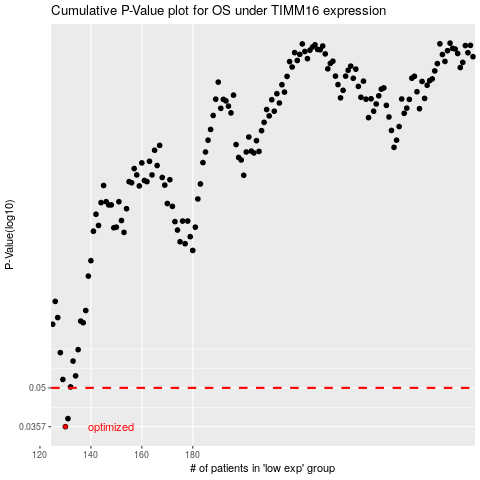 Cumulative P-Value plot for OS under TIMM16 expression
P-Value(log10)
0.05
0.0357
optimized
120 140 160 180
# of patients in 'low exp' group